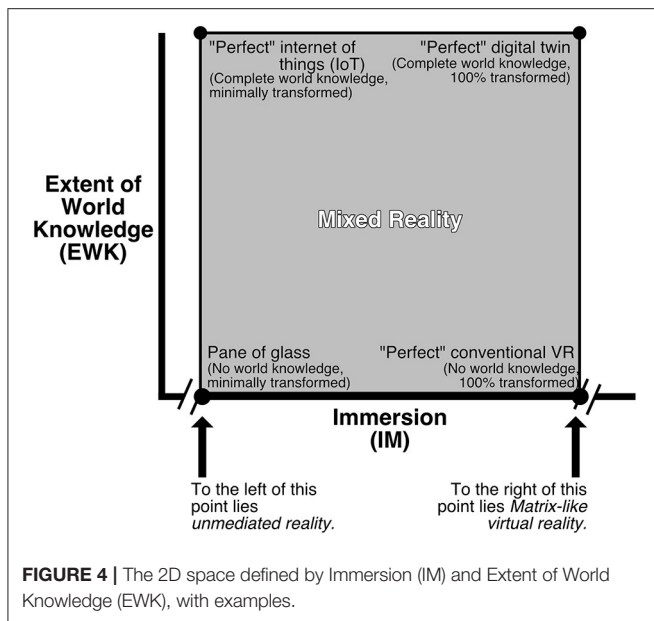 "Perfect" internet of
things (IoT)
(Complete world knowledge,
minimally transformed)
"Perfect" digital twin
(Complete world knowledge,
100% transformed)
Extent of
World
Knowledge
(EWK)
Mixed Reality
Pane of glass
(No world knowledge,
minimally transformed)
"Perfect" conventional VR
(No world knowledge,
100% transformed)
Immersion
(IM)
To the left of this
point lies
unmediated reality.
To the right of this
point lies Matrix-like
virtual reality.
FIGURE 4 | The 2D space defined by Immersion (IM) and Extent of World
Knowledge (EWK), with examples.